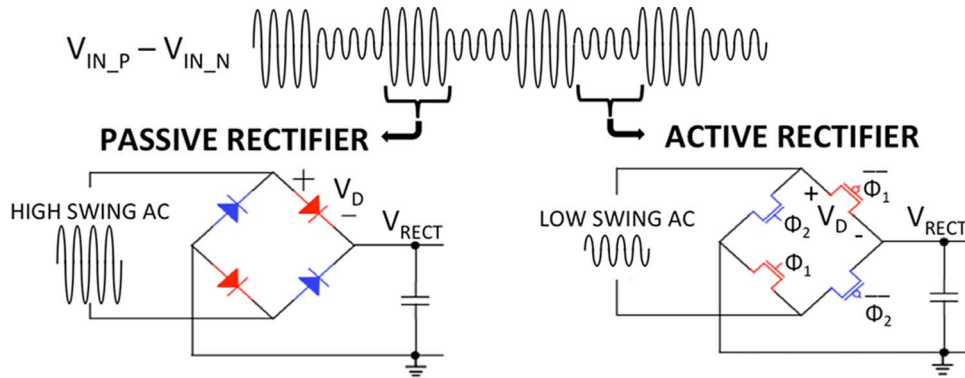 V_IN_P – V_IN_N
PASSIVE RECTIFIER
ACTIVE RECTIFIER
HIGH SWING AC
+
V_D
-
V_RECT
LOW SWING AC
+
V_D
-
Φ̅₁
Φ₂
Φ₁
Φ̅₂
V_RECT